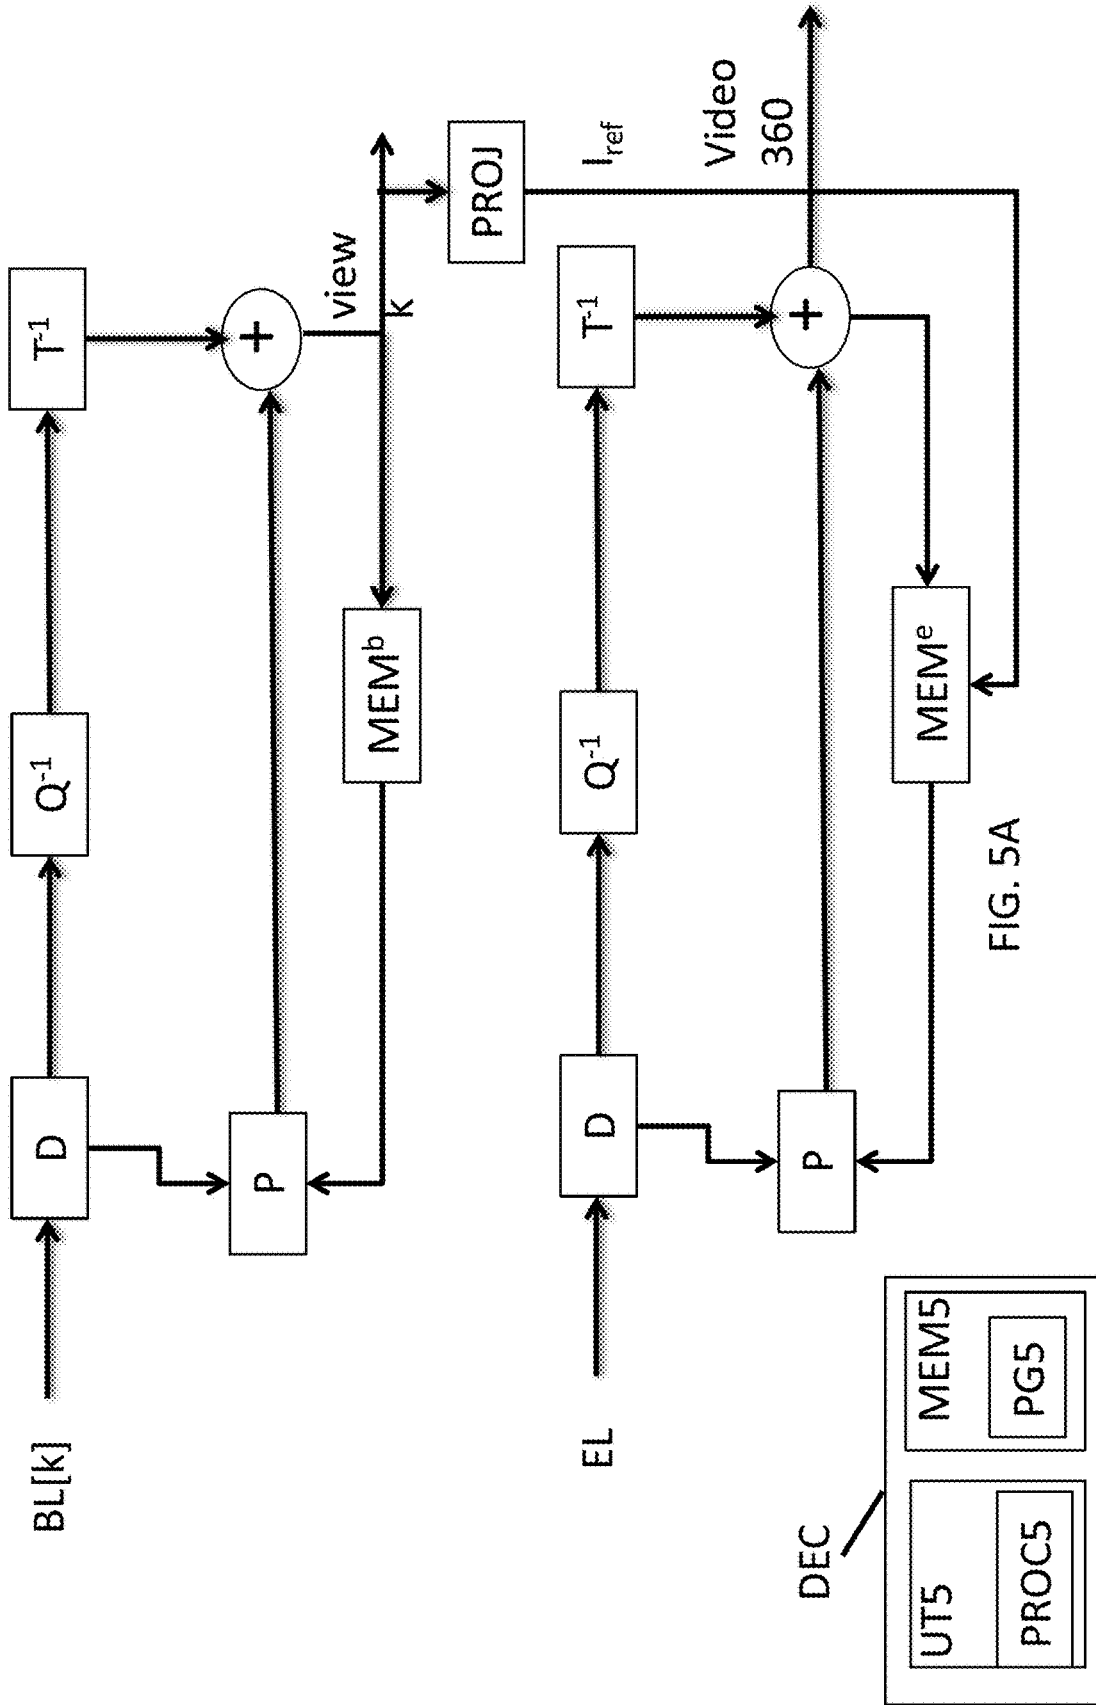 BL[k]
D
Q-1
T-1
P
+
MEMb
view
K
PROJ
Iref
EL
D
Q-1
T-1
P
+
Video
360
MEMe
DEC
UT5
PROC5
MEM5
PG5
FIG. 5A